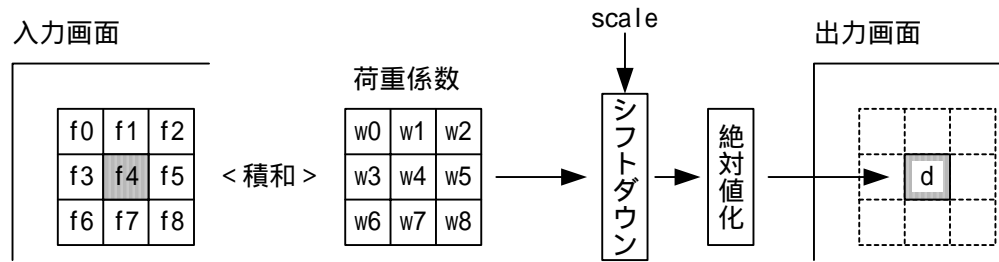 scale
入力画面
出力画面
荷重係数
f0 f1 f2
f3 f4 f5
f6 f7 f8
<積和>
w0 w1 w2
w3 w4 w5
w6 w7 w8
シフトダウン
絶対値化
d